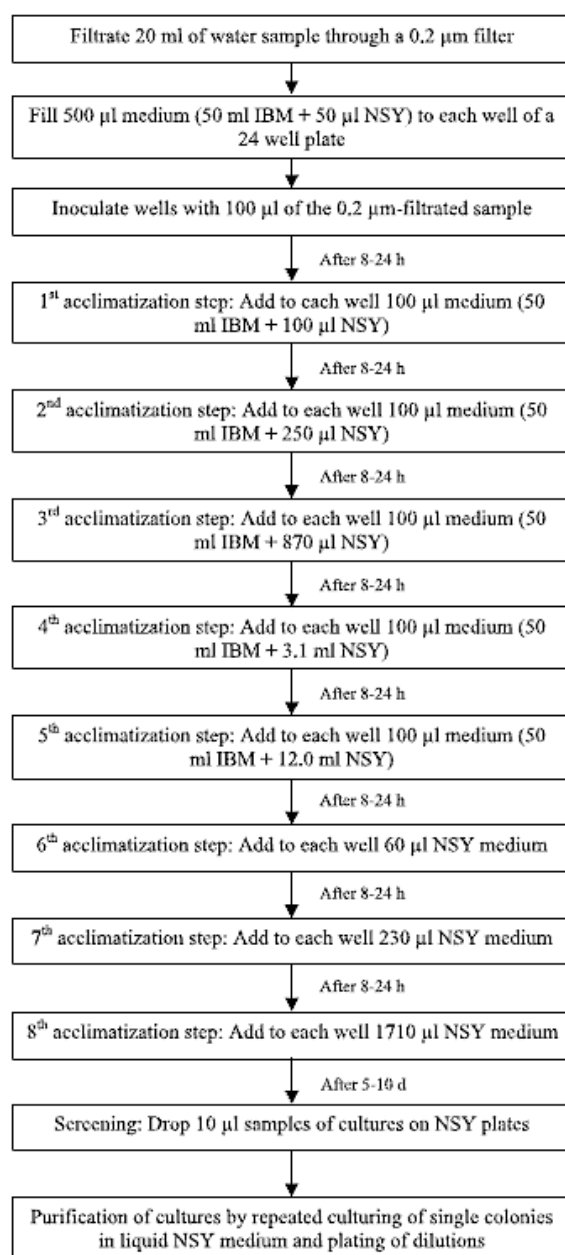 Filtrate 20 ml of water sample through a 0.2 µm filter
Fill 500 µl medium (50 ml IBM + 50 µl NSY) to each well of a
24 well plate
Inoculate wells with 100 µl of the 0.2 µm-filtrated sample
After 8-24 h
1st acclimatization step: Add to each well 100 µl medium (50
ml IBM + 100 µl NSY)
After 8-24 h
2nd acclimatization step: Add to each well 100 µl medium (50
ml IBM + 250 µl NSY)
After 8-24 h
3rd acclimatization step: Add to each well 100 µl medium (50
ml IBM + 870 µl NSY)
After 8-24 h
4th acclimatization step: Add to each well 100 µl medium (50
ml IBM + 3.1 ml NSY)
After 8-24 h
5th acclimatization step: Add to each well 100 µl medium (50
ml IBM + 12.0 ml NSY)
After 8-24 h
6th acclimatization step: Add to each well 60 µl NSY medium
After 8-24 h
7th acclimatization step: Add to each well 230 µl NSY medium
After 8-24 h
8th acclimatization step: Add to each well 1710 µl NSY medium
After 5-10 d
Screening: Drop 10 µl samples of cultures on NSY plates
Purification of cultures by repeated culturing of single colonies
in liquid NSY medium and plating of dilutions